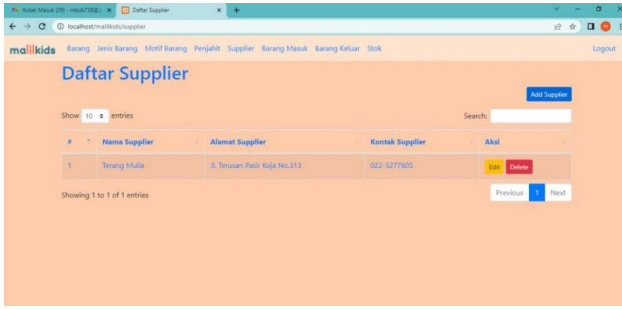 Daftar Supplier
localhost/malilkids/supplier
malilkids Barang Jenis Barang Motif Barang Penjahit Supplier Barang Masuk Barang Keluar Stok Logout
Daftar Supplier
Add Supplier
Show 10 entries Search:
# Nama Supplier Alamat Supplier Kontak Supplier Aksi
1 Terang Mulia Jl. Terusan Pasir Koja No.313 022-5277605 Edit Delete
Showing 1 to 1 of 1 entries Previous 1 Next